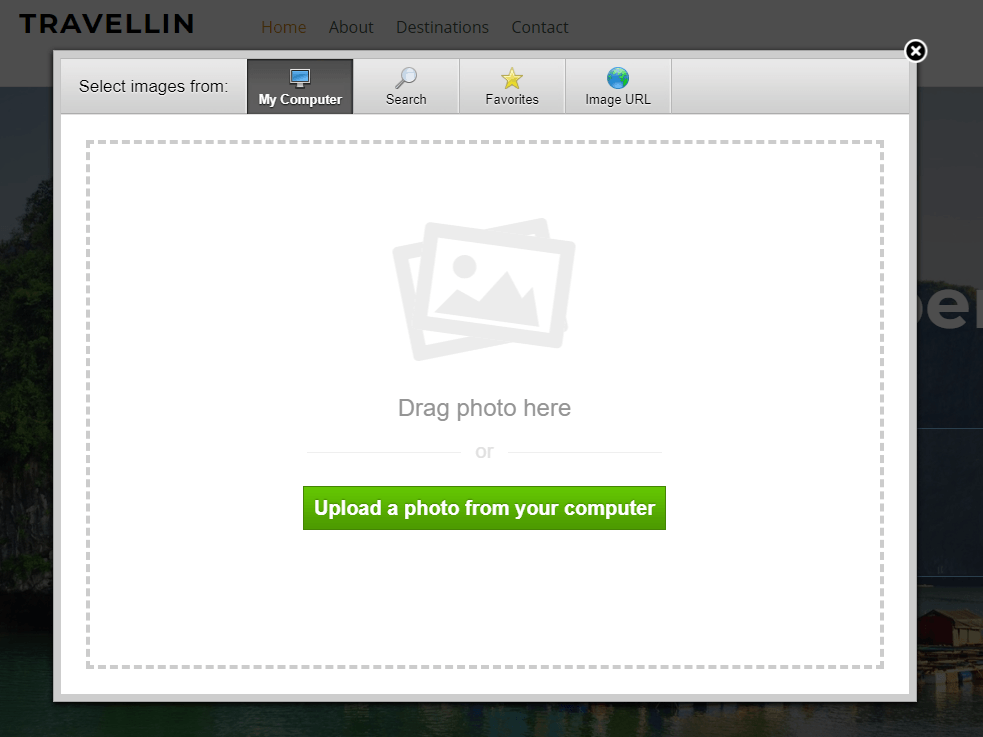 TRAVELLIN
Home About Destinations Contact
Select images from:
My Computer
Search
Favorites
Image URL
Drag photo here
or
Upload a photo from your computer